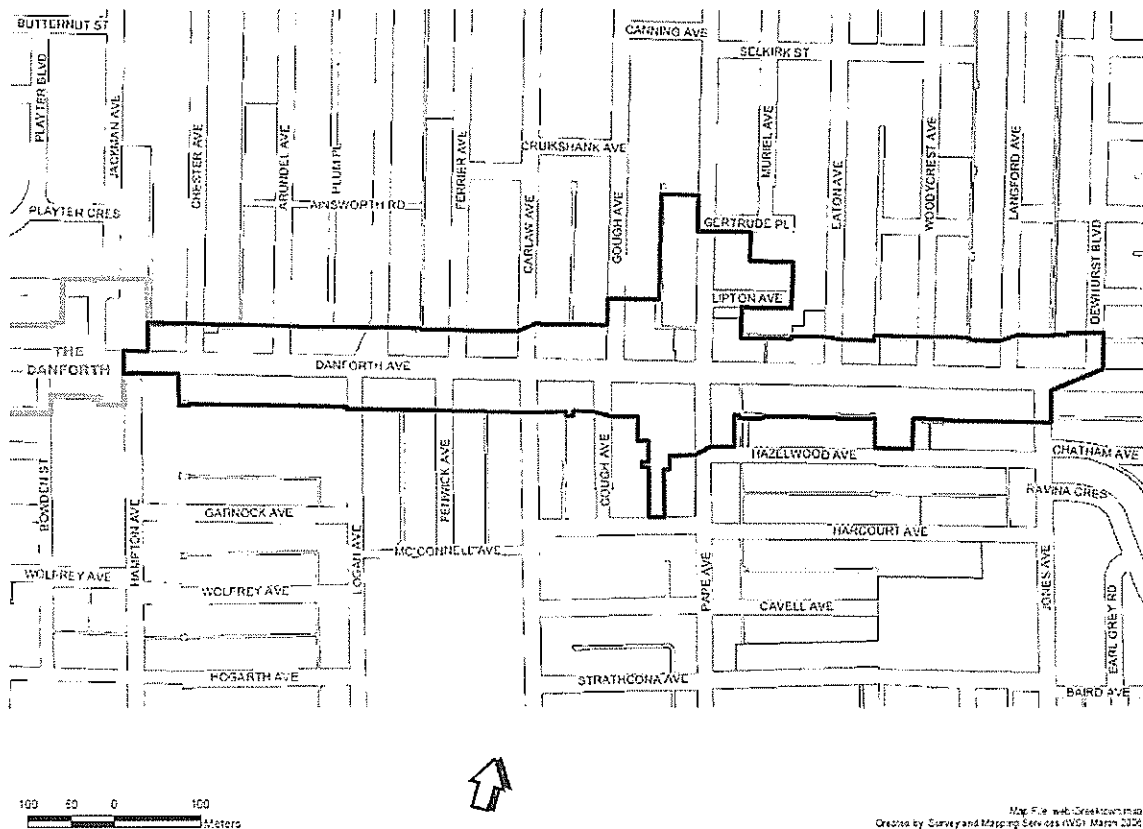 BUTTERNUT ST
CANNING AVE
SELKIRK ST
PLAYTER BLVD
JACKMAN AVE
CHESTER AVE
ARUNDEL AVE
PLUM PL
FERRIER AVE
CRUIKSHANK AVE
MURIEL AVE
EATON AVE
WOODYCREST AVE
LANGFORD AVE
DEWHURST BLVD
PLAYTER CRES
AINSWORTH RD
CARLAW AVE
GOUGH AVE
GERTRUDE PL
LIPTON AVE
THE
DANFORTH
DANFORTH AVE
BOWDEN ST
HAMPTON AVE
LOGAN AVE
FENWICK AVE
GOUGH AVE
HAZELWOOD AVE
CHATHAM AVE
RAVINA CRES
GARNOCK AVE
HARCOURT AVE
MC CONNELL AVE
WOLFREY AVE
WOLFREY AVE
PAPE AVE
CAVELL AVE
JONES AVE
EARL GREY RD
HOGARTH AVE
STRATHCONA AVE
BAIRD AVE
100 50 0 100
Meters
Created by Survey and Mapping Services